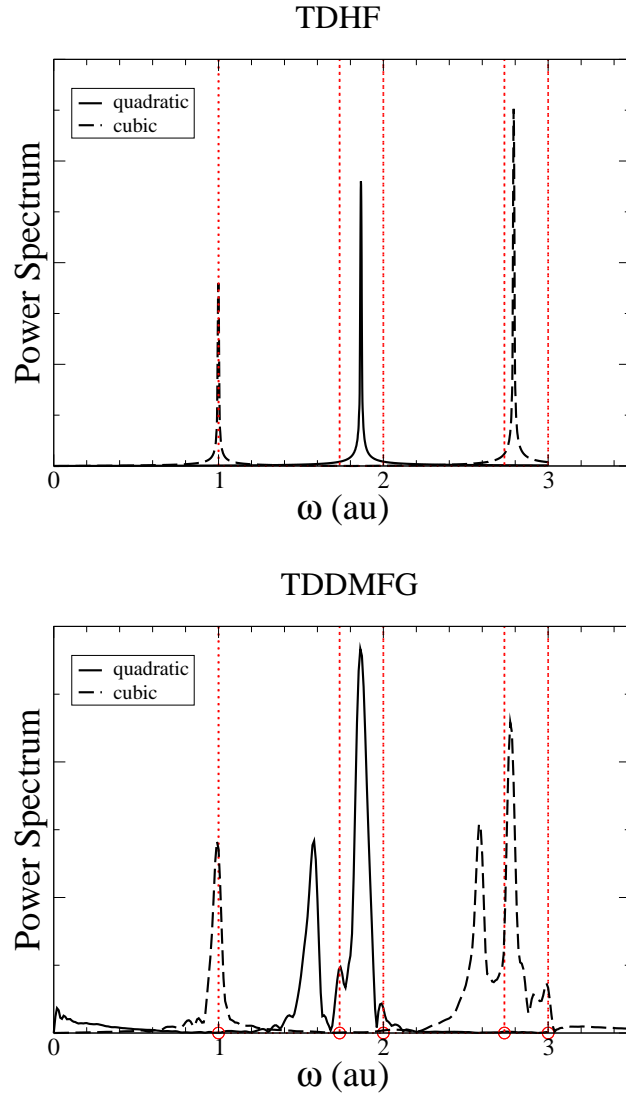 TDHF
quadratic
cubic
Power Spectrum
0 1 2 3
ω (au)
TDDMFG
quadratic
cubic
Power Spectrum
0 1 2 3
ω (au)